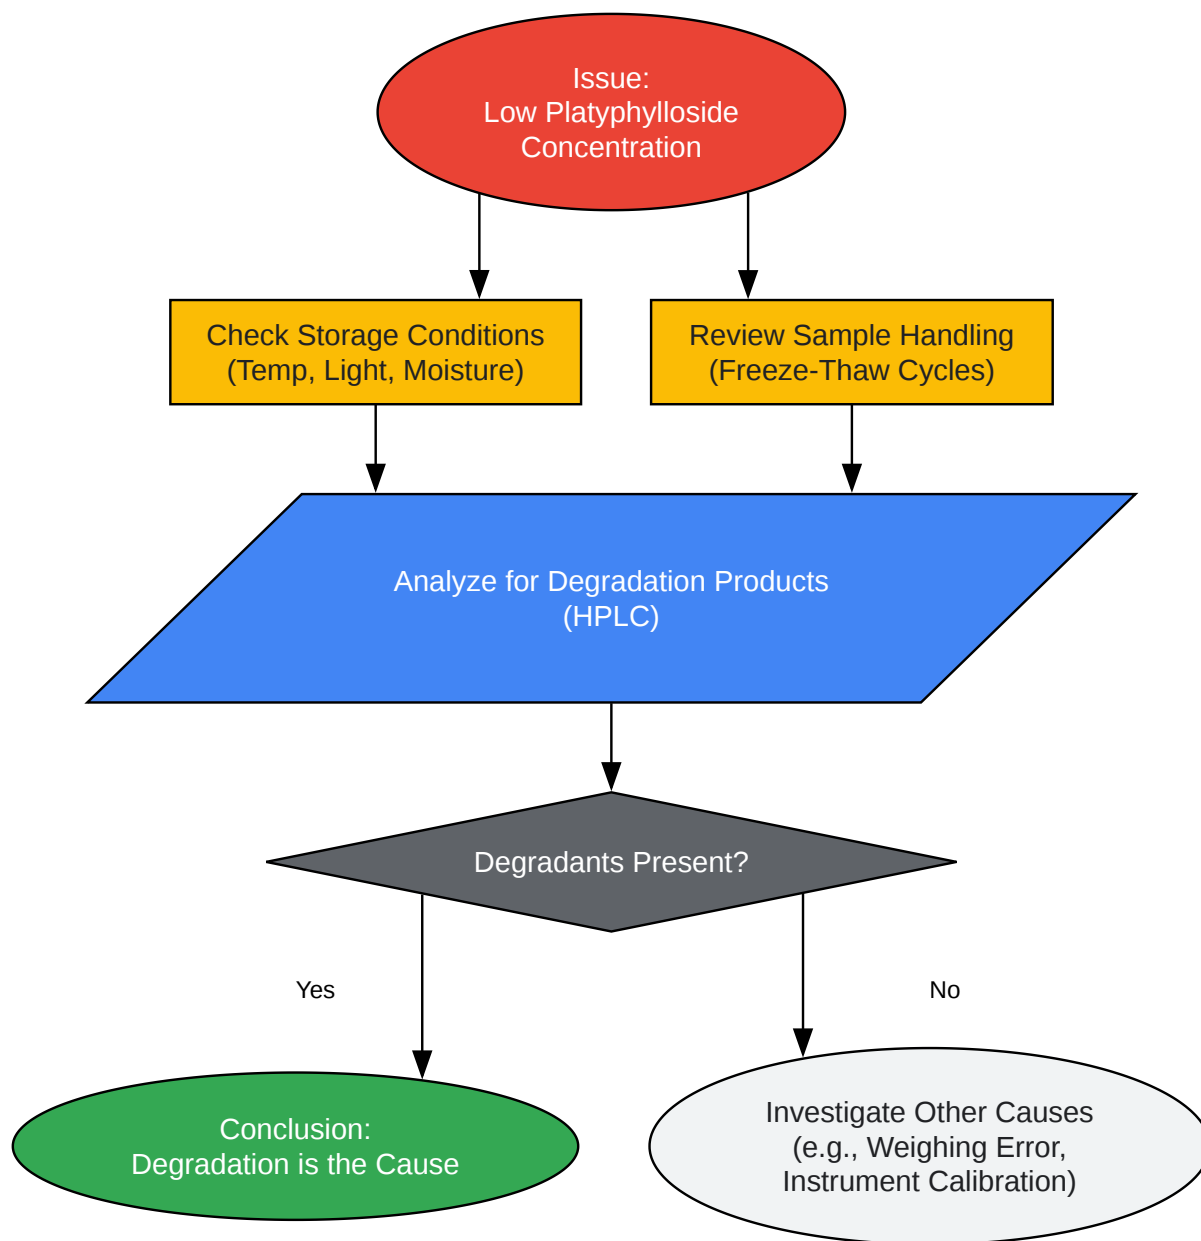 Issue:
Low Platyphylloside
Concentration
Check Storage Conditions
(Temp, Light, Moisture)
Review Sample Handling
(Freeze-Thaw Cycles)
Analyze for Degradation Products
(HPLC)
Degradants Present?
Yes
No
Conclusion:
Degradation is the Cause
Investigate Other Causes
(e.g., Weighing Error,
Instrument Calibration)